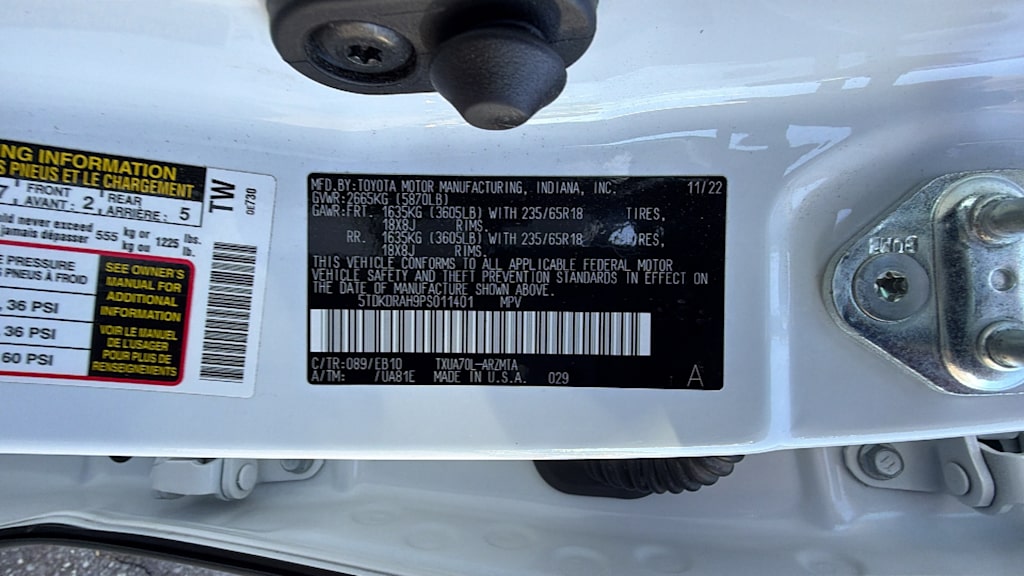 NG INFORMATION
S PNEUS ET LE CHARGEMENT
7 FRONT AVANT: 2 REAR ARRIÈRE: 5
ould never exceed
jamais dépasser 555 kg or kg ou 1225 lbs. lb.
E PRESSURE
S PNEUS À FROID
, 36 PSI
, 36 PSI
60 PSI
SEE OWNER'S
MANUAL FOR
ADDITIONAL
INFORMATION
VOIR LE MANUEL
DE L'USAGER
POUR PLUS DE
RENSEIGNEMENTS
TW
0E730
MFD.BY:TOYOTA MOTOR MANUFACTURING, INDIANA, INC. 11/22
GVWR:2665KG (5870LB)
GAWR:FRT. 1635KG (3605LB) WITH 235/65R18 TIRES,
18X8J RIMS.
RR. 1635KG (3605LB) WITH 235/65R18 TIRES,
18X8J RIMS.
THIS VEHICLE CONFORMS TO ALL APPLICABLE FEDERAL MOTOR
VEHICLE SAFETY AND THEFT PREVENTION STANDARDS IN EFFECT ON
THE DATE OF MANUFACTURE SHOWN ABOVE.
5TDKDRAH9PS011401 MPV
C/TR:089/EB10 TXUA70L-ARZMTA
A/TM: /UA81E MADE IN U.S.A. 029
A